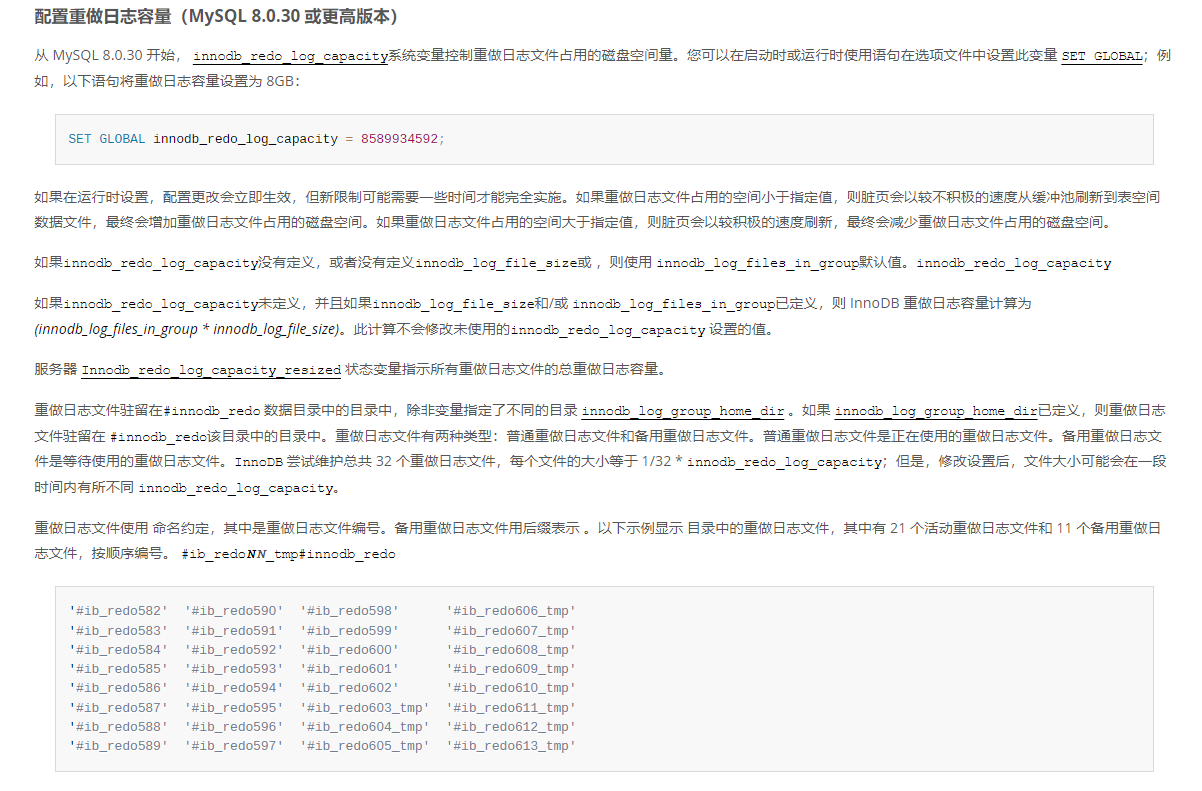 配置重做日志容量（MySQL 8.0.30 或更高版本）
从 MySQL 8.0.30 开始， innodb_redo_log_capacity系统变量控制重做日志文件占用的磁盘空间量。您可以在启动时或运行时使用语句在选项文件中设置此变量 SET GLOBAL；例
如，以下语句将重做日志容量设置为 8GB：
SET GLOBAL innodb_redo_log_capacity = 8589934592;
如果在运行时设置，配置更改会立即生效，但新限制可能需要一些时间才能完全实施。如果重做日志文件占用的空间小于指定值，则脏页会以较不积极的速度从缓冲池刷新到表空间
数据文件，最终会增加重做日志文件占用的磁盘空间。如果重做日志文件占用的空间大于指定值，则脏页会以较积极的速度刷新，最终会减少重做日志文件占用的磁盘空间。
如果innodb_redo_log_capacity没有定义，或者没有定义innodb_log_file_size或 ，则使用 innodb_log_files_in_group默认值。innodb_redo_log_capacity
如果innodb_redo_log_capacity未定义，并且如果innodb_log_file_size和/或 innodb_log_files_in_group已定义，则 InnoDB 重做日志容量计算为
(innodb_log_files_in_group * innodb_log_file_size)。此计算不会修改未使用的innodb_redo_log_capacity 设置的值。
服务器 Innodb_redo_log_capacity_resized 状态变量指示所有重做日志文件的总重做日志容量。
重做日志文件驻留在#innodb_redo 数据目录中的目录中，除非变量指定了不同的目录 innodb_log_group_home_dir 。如果 innodb_log_group_home_dir已定义，则重做日志
文件驻留在 #innodb_redo该目录中的目录中。重做日志文件有两种类型：普通重做日志文件和备用重做日志文件。普通重做日志文件是正在使用的重做日志文件。备用重做日志文
件是等待使用的重做日志文件。InnoDB 尝试维护总共 32 个重做日志文件，每个文件的大小等于 1/32 * innodb_redo_log_capacity；但是，修改设置后，文件大小可能会在一段
时间内有所不同 innodb_redo_log_capacity。
重做日志文件使用 命名约定，其中是重做日志文件编号。备用重做日志文件用后缀表示 。以下示例显示 目录中的重做日志文件，其中有 21 个活动重做日志文件和 11 个备用重做日
志文件，按顺序编号。 #ib_redoNN_tmp#innodb_redo
'#ib_redo582' '#ib_redo590' '#ib_redo598' '#ib_redo606_tmp'
'#ib_redo583' '#ib_redo591' '#ib_redo599' '#ib_redo607_tmp'
'#ib_redo584' '#ib_redo592' '#ib_redo600' '#ib_redo608_tmp'
'#ib_redo585' '#ib_redo593' '#ib_redo601' '#ib_redo609_tmp'
'#ib_redo586' '#ib_redo594' '#ib_redo602' '#ib_redo610_tmp'
'#ib_redo587' '#ib_redo595' '#ib_redo603_tmp' '#ib_redo611_tmp'
'#ib_redo588' '#ib_redo596' '#ib_redo604_tmp' '#ib_redo612_tmp'
'#ib_redo589' '#ib_redo597' '#ib_redo605_tmp' '#ib_redo613_tmp'